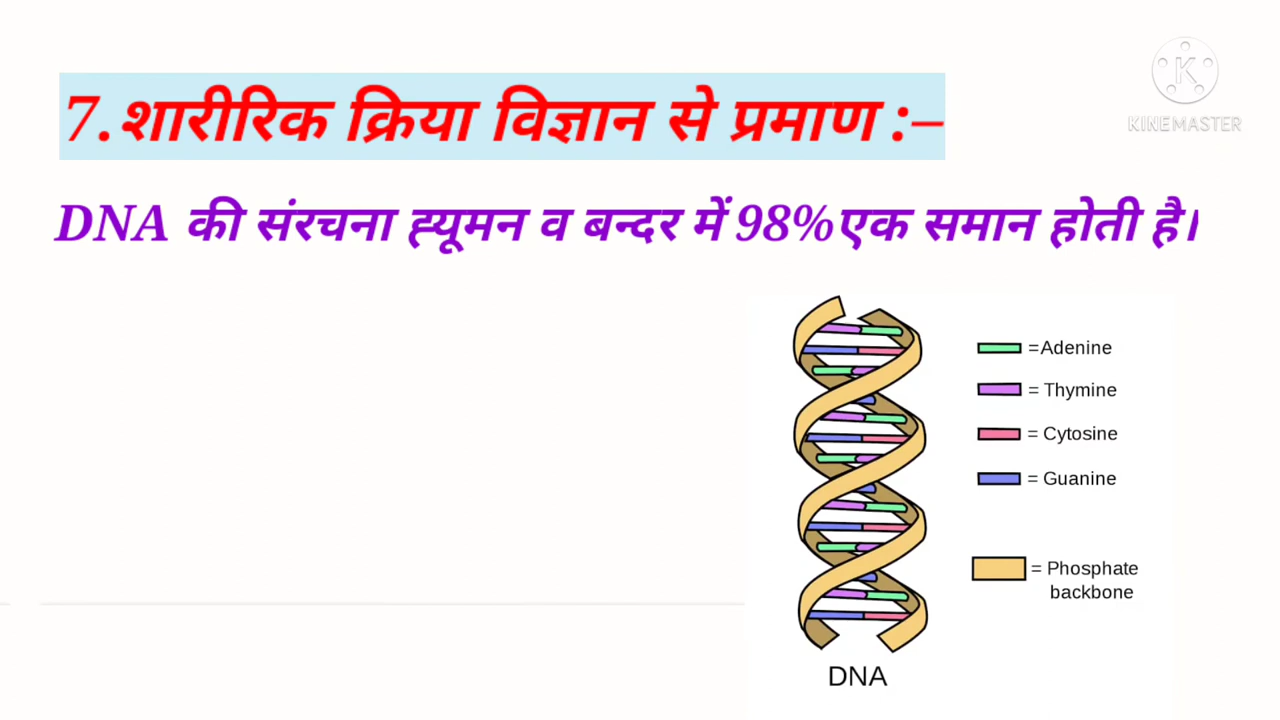 KINEMASTER
7.शारीरिक क्रिया विज्ञान से प्रमाण :–
DNA की संरचना ह्यूमन व बन्दर में 98%एक समान होती है।
=Adenine
= Thymine
= Cytosine
= Guanine
= Phosphate
backbone
DNA